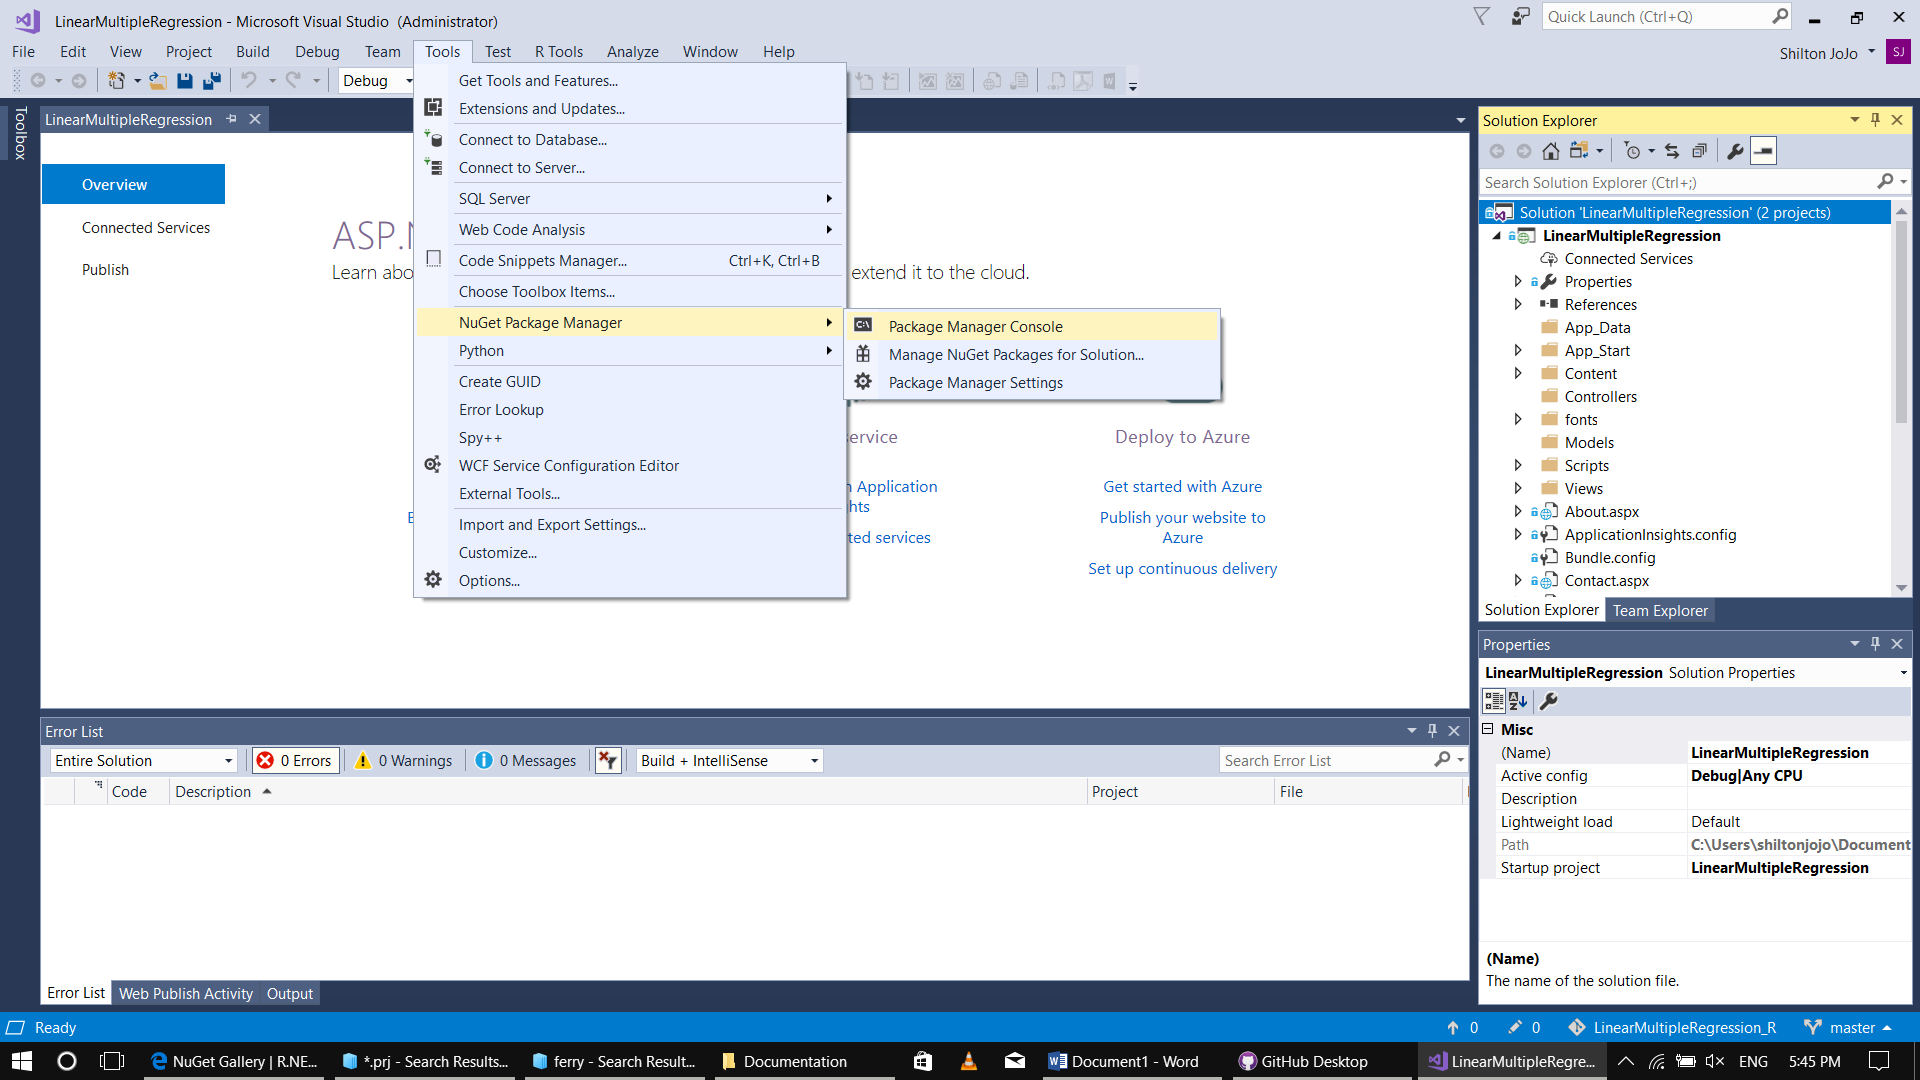 LinearMultipleRegression - Microsoft Visual Studio (Administrator)
Quick Launch (Ctrl+Q)
File Edit View Project Build Debug Team Tools Test R Tools Analyze Window Help
Shilton JoJo
SJ
Debug
Toolbox
LinearMultipleRegression
Overview
Connected Services
Publish
Learn
extend it to the cloud.
Get Tools and Features...
Extensions and Updates...
Connect to Database...
Connect to Server...
SQL Server
Web Code Analysis
Code Snippets Manager... Ctrl+K, Ctrl+B
Choose Toolbox Items...
NuGet Package Manager
Python
Create GUID
Error Lookup
Spy++
WCF Service Configuration Editor
External Tools...
Import and Export Settings...
Customize...
Options...
Package Manager Console
Manage NuGet Packages for Solution...
Package Manager Settings
Application
services
Deploy to Azure
Get started with Azure
Publish your website to
Azure
Set up continuous delivery
Solution Explorer
Search Solution Explorer (Ctrl+;)
Solution 'LinearMultipleRegression' (2 projects)
LinearMultipleRegression
Connected Services
Properties
References
App_Data
App_Start
Content
Controllers
fonts
Models
Scripts
Views
About.aspx
ApplicationInsights.config
Bundle.config
Contact.aspx
Solution Explorer Team Explorer
Properties
LinearMultipleRegression Solution Properties
Misc
(Name) LinearMultipleRegression
Active config Debug|Any CPU
Description
Lightweight load Default
Path C:\Users\shiltonjojo\Document
Startup project LinearMultipleRegression
(Name)
The name of the solution file.
Error List
Entire Solution 0 Errors 0 Warnings 0 Messages Build + IntelliSense Search Error List
Code Description Project File
Error List Web Publish Activity Output
Ready 0 0 LinearMultipleRegression_R master
NuGet Gallery | R.NE... *.prj - Search Results... ferry - Search Result... Documentation Document1 - Word GitHub Desktop LinearMultipleRegre... ENG 5:45 PM